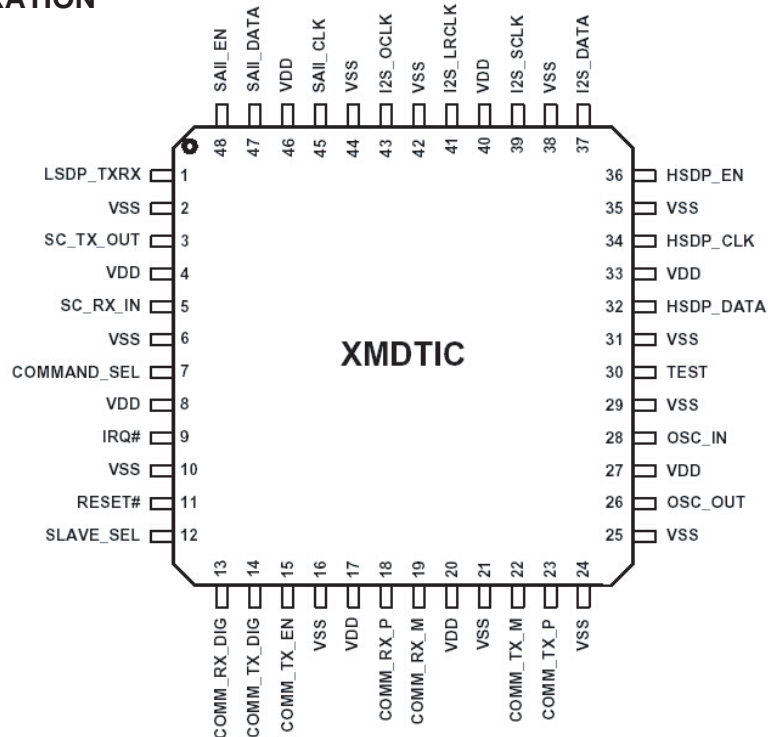 RATION
SAII_EN
SAII_DATA
VDD
SAII_CLK
VSS
I2S_OCLK
VSS
I2S_LRCLK
VDD
I2S_SCLK
VSS
I2S_DATA
48
47
46
45
44
43
42
41
40
39
38
37
LSDP_TXRX 1
VSS 2
SC_TX_OUT 3
VDD 4
SC_RX_IN 5
VSS 6
COMMAND_SEL 7
VDD 8
IRQ# 9
VSS 10
RESET# 11
SLAVE_SEL 12
XMDTIC
36 HSDP_EN
35 VSS
34 HSDP_CLK
33 VDD
32 HSDP_DATA
31 VSS
30 TEST
29 VSS
28 OSC_IN
27 VDD
26 OSC_OUT
25 VSS
13
14
15
16
17
18
19
20
21
22
23
24
COMM_RX_DIG
COMM_TX_DIG
COMM_TX_EN
VSS
VDD
COMM_RX_P
COMM_RX_M
VDD
VSS
COMM_TX_M
COMM_TX_P
VSS